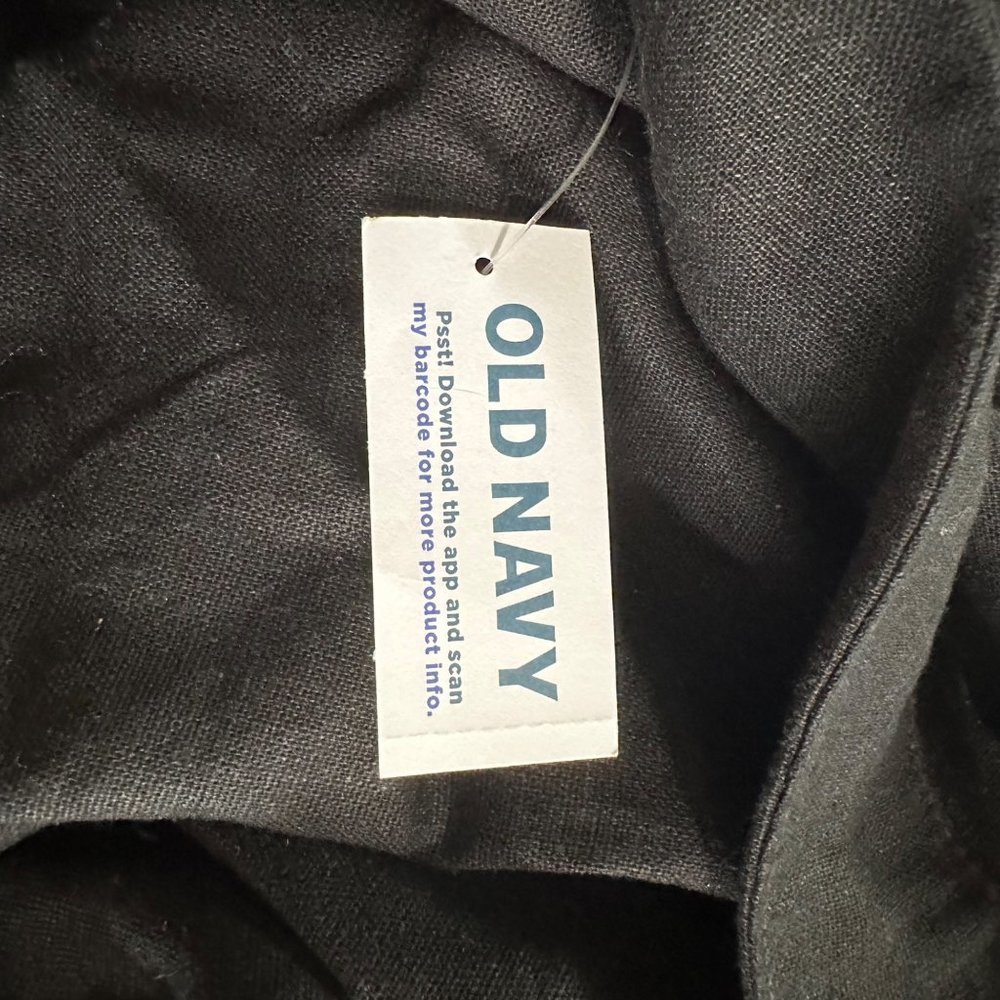 OLD NAVY
Psst! Download the app and scan
my barcode for more product info.